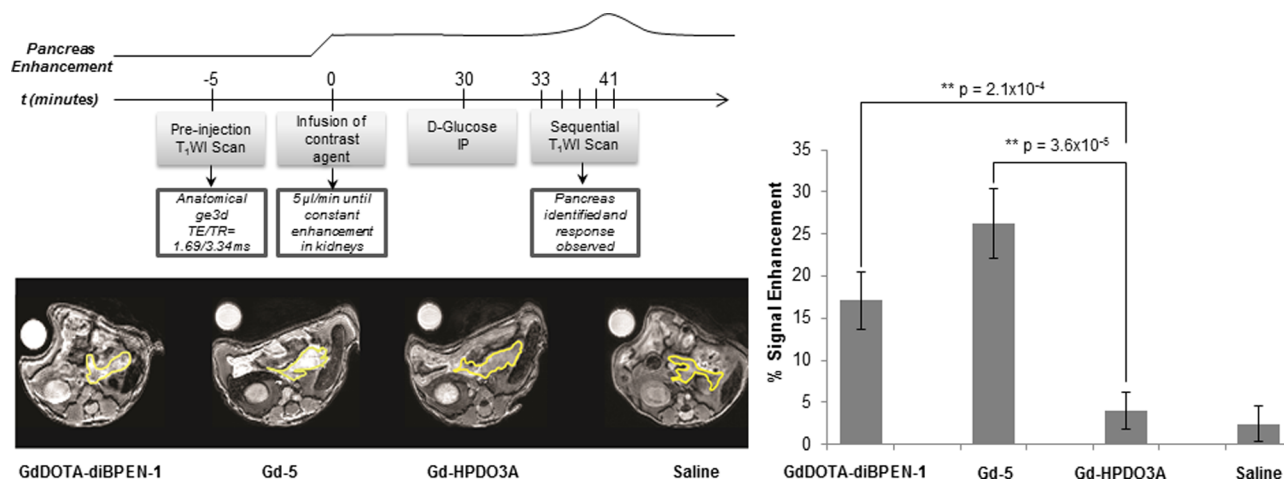 Pancreas
Enhancement
t (minutes)
-5 0 30 33 41
Pre-injection
T₁WI Scan
Infusion of
contrast
agent
D-Glucose
IP
Sequential
T₁WI Scan
Anatomical
ge3d
TE/TR=
1.69/3.34ms
5 µl/min until
constant
enhancement
in kidneys
Pancreas
identified and
response
observed
GdDOTA-diBPEN-1 Gd-5 Gd-HPDO3A Saline
** p = 2.1x10⁻⁴
** p = 3.6x10⁻⁵
% Signal Enhancement
35
30
25
20
15
10
5
0
GdDOTA-diBPEN-1 Gd-5 Gd-HPDO3A Saline